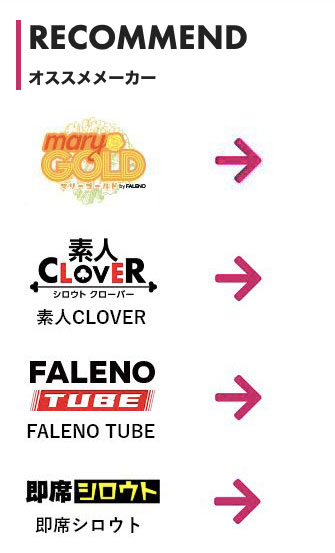 RECOMMEND
オススメメーカー
mary
GOLD
マリーゴールド by FALENO
素人
CLOVER
シロウト クローバー
素人CLOVER
FALENO
TUBE
FALENO TUBE
即席シロウト
即席シロウト